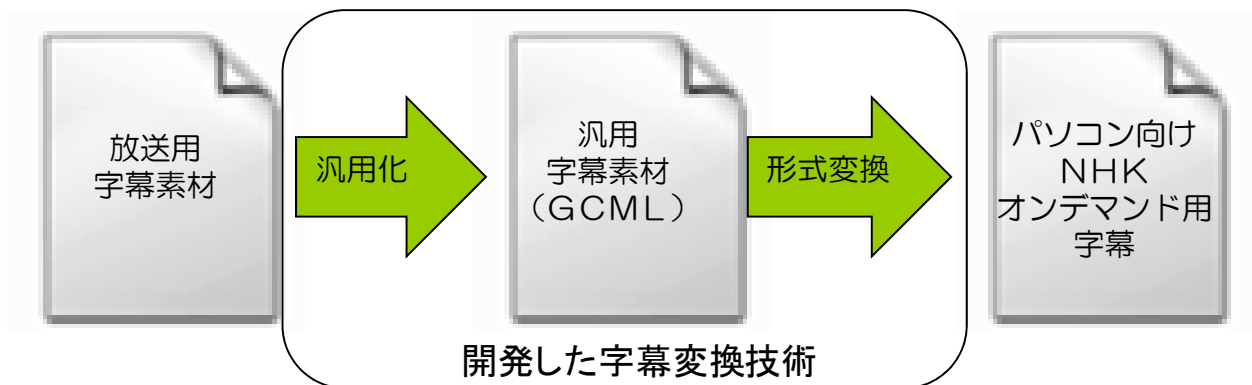 放送用
字幕素材
汎用化
汎用
字幕素材
（ＧＣＭＬ）
形式変換
パソコン向け
ＮＨＫ
オンデマンド用
字幕
開発した字幕変換技術